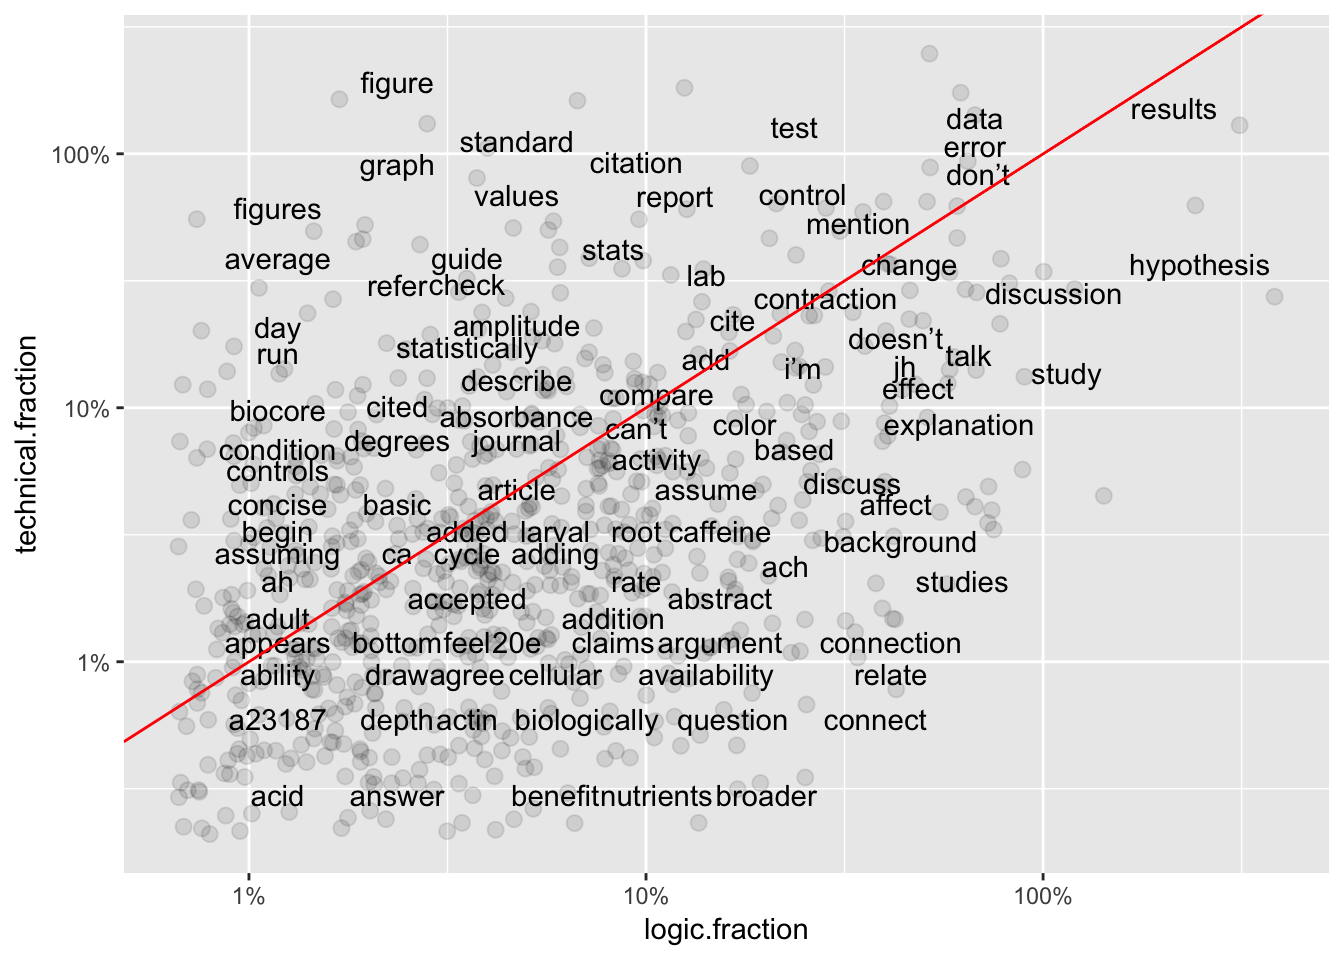 figure
results
data
test
standard
error
100%
graph
citation
don't
values
report
control
figures
mention
stats
average
guide
change
hypothesis
lab
refer check
contraction
discussion
day
amplitude
cite
doesn't
run
statistically
add
i'm
jh
talk
describe
study
compare
effect
10%
biocore
cited
absorbance
can't
color
explanation
condition
degrees
journal
based
controls
activity
article
assume
discuss
concise
basic
affect
begin
added larval root caffeine
background
assuming
ca cycle adding
ach
ah
rate
studies
accepted
abstract
adult
addition
appears bottom feel 20e claims argument connection
1%
ability draw agree cellular availability relate
a23187 depth actin biologically question connect
acid answer benefit nutrients broader
1% 10% 100%
logic.fraction
technical.fraction